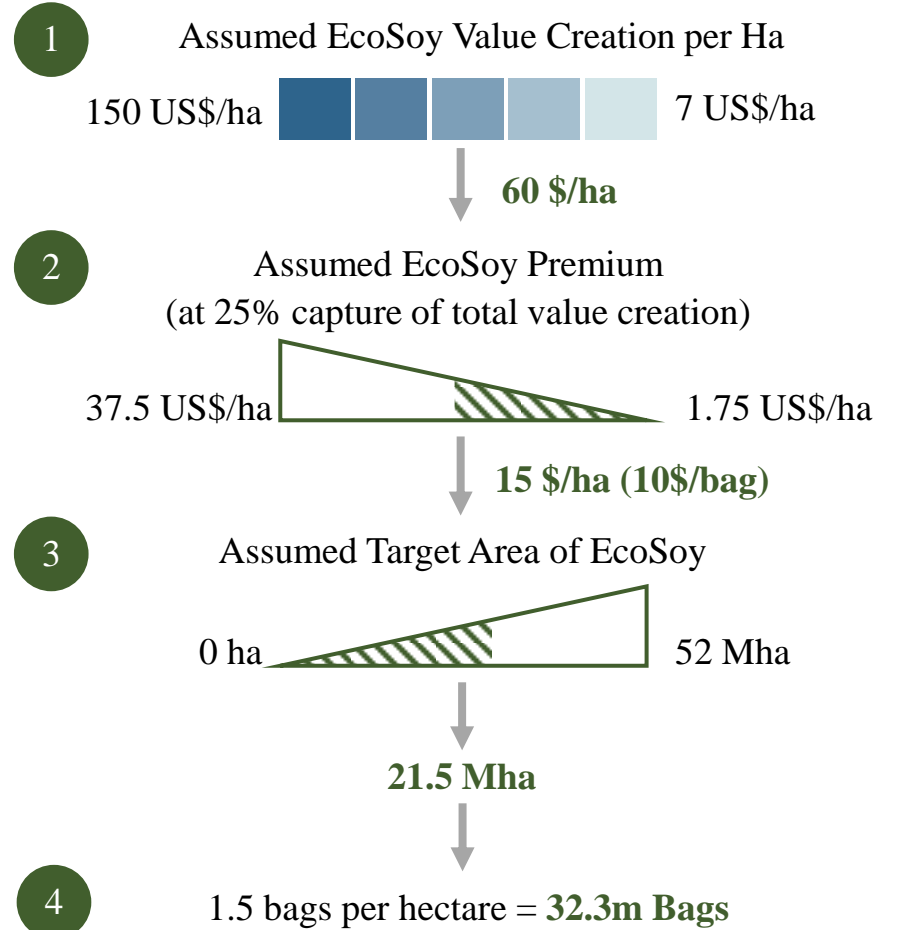 1
Assumed EcoSoy Value Creation per Ha
150 US$/ha
7 US$/ha
60 $/ha
2
Assumed EcoSoy Premium
(at 25% capture of total value creation)
37.5 US$/ha
1.75 US$/ha
15 $/ha (10$/bag)
3
Assumed Target Area of EcoSoy
0 ha
52 Mha
21.5 Mha
4
1.5 bags per hectare = 32.3m Bags